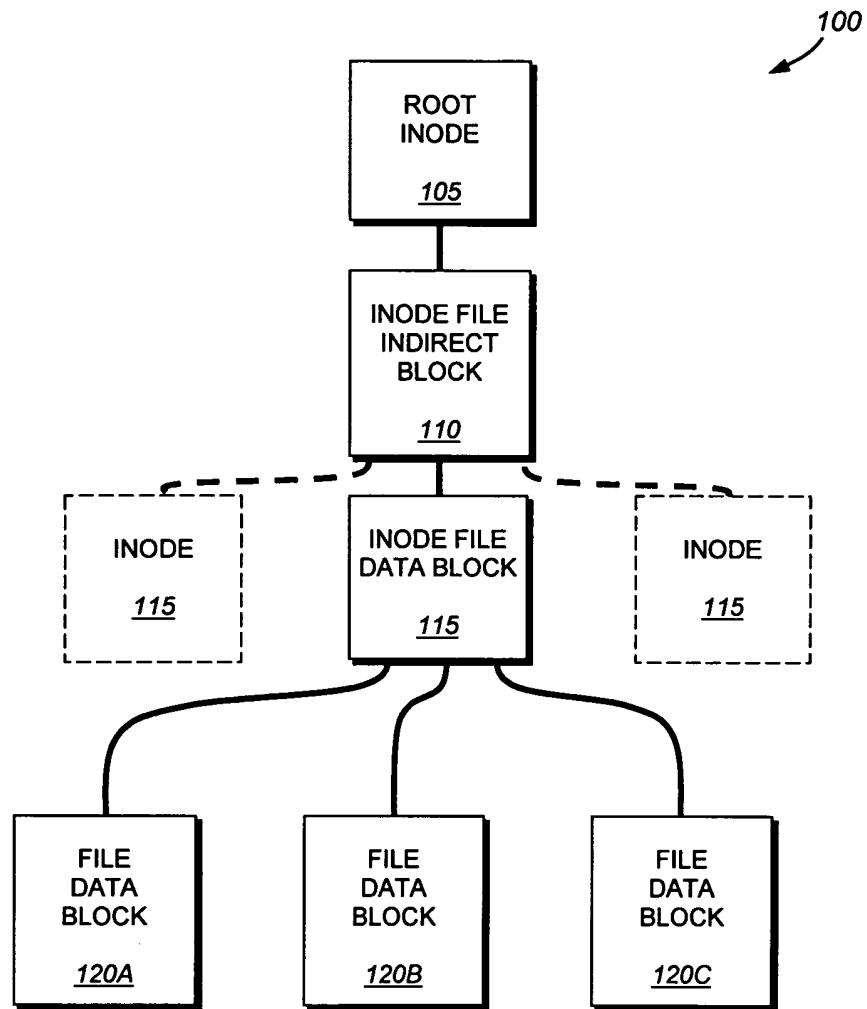 100
ROOT
INODE
105
INODE FILE
INDIRECT
BLOCK
110
INODE
115
INODE FILE
DATA BLOCK
115
INODE
115
FILE
DATA
BLOCK
120A
FILE
DATA
BLOCK
120B
FILE
DATA
BLOCK
120C